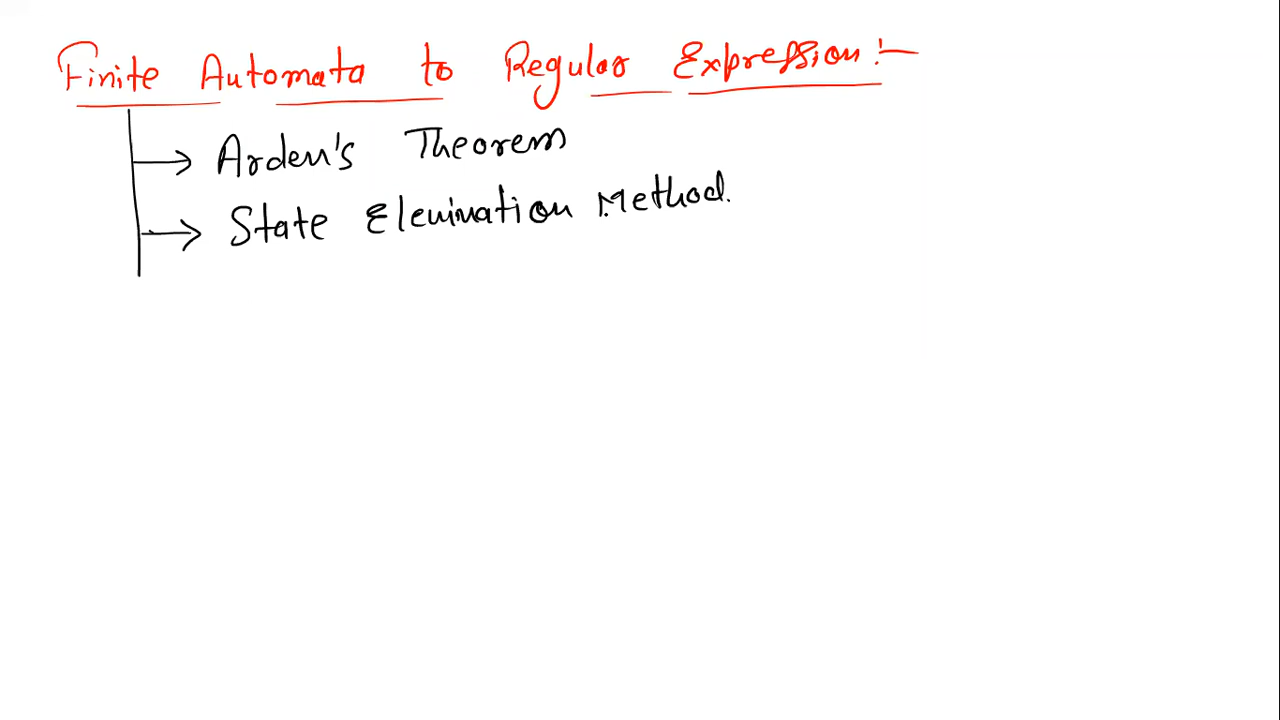 Finite Automata to Regular Expression :-
→ Arden's Theorem
→ State Elemination Method.